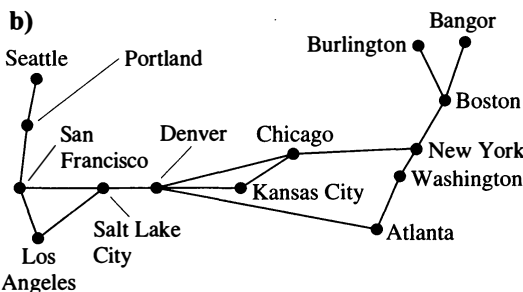 b)
Bangor
Burlington
Seattle
Portland
Boston
San
Francisco
Denver
Chicago
New York
Washington
Kansas City
Salt Lake
City
Atlanta
Los
Angeles